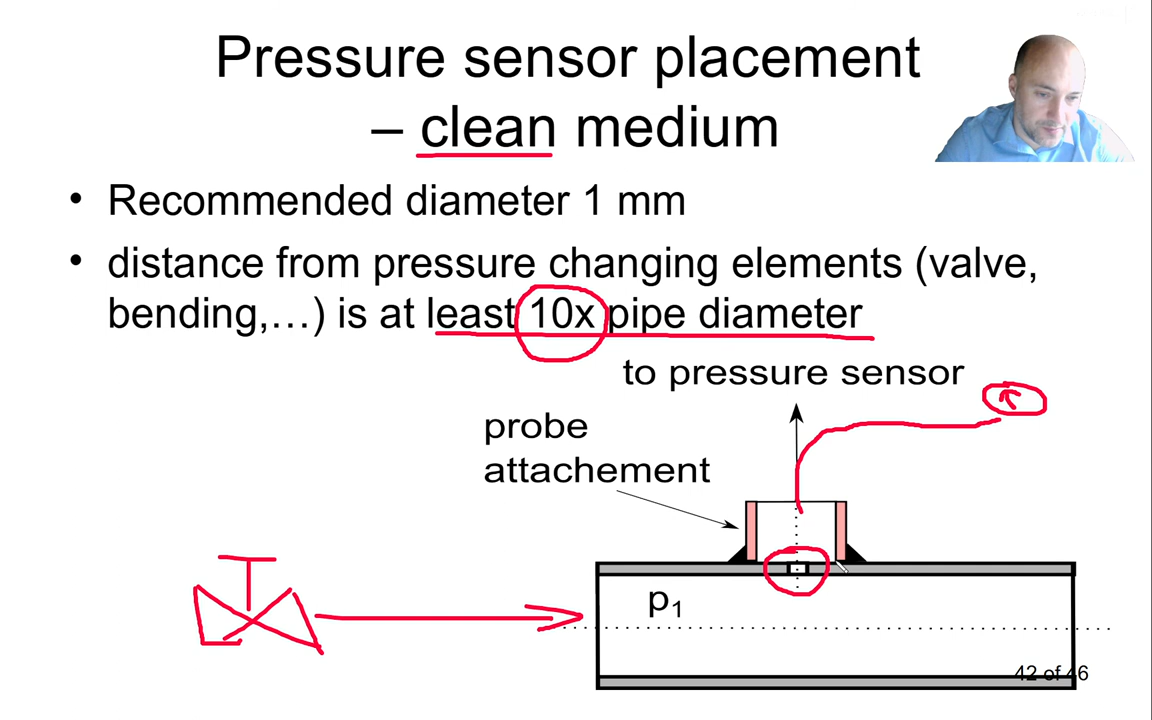 Pressure sensor placement
– clean medium
• Recommended diameter 1 mm
• distance from pressure changing elements (valve,
bending,…) is at least 10x pipe diameter
to pressure sensor
probe
attachement
p₁
42 of 46